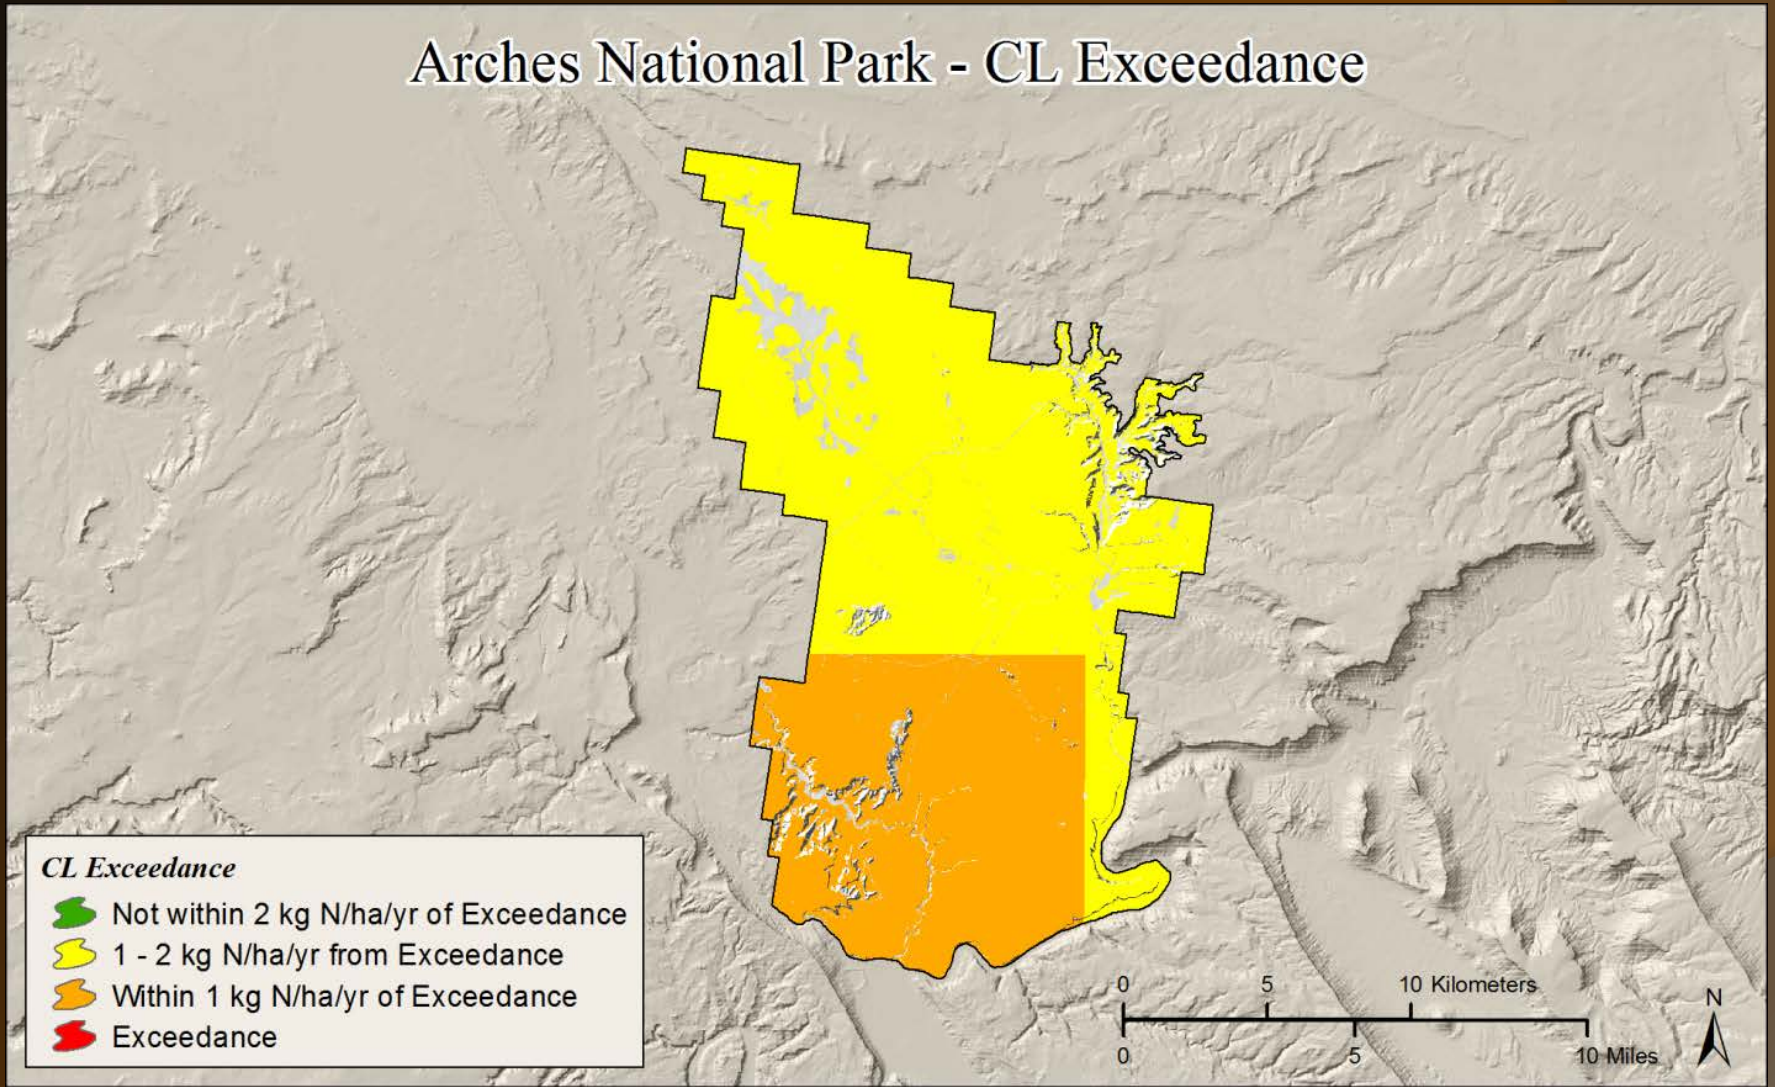 Arches National Park - CL Exceedance
CL Exceedance
Not within 2 kg N/ha/yr of Exceedance
1 - 2 kg N/ha/yr from Exceedance
Within 1 kg N/ha/yr of Exceedance
Exceedance
0 5 10 Kilometers
0 5 10 Miles
N